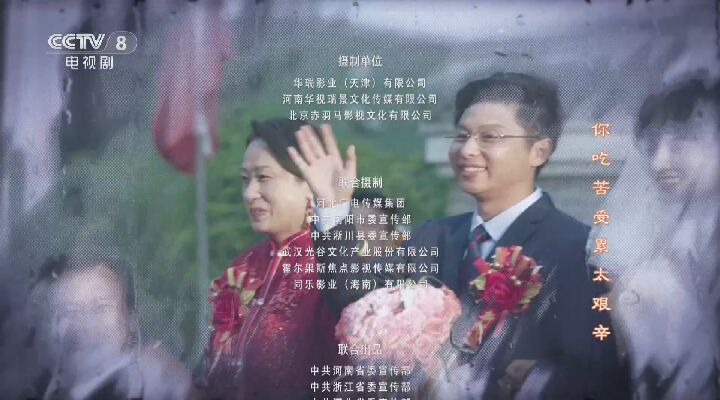 CCTV 8
电视剧
摄制单位
华瑞影业（天津）有限公司
河南华视瑞景文化传媒有限公司
北京赤羽马影视文化有限公司
联合摄制
河北广电传媒集团
中共南阳市委宣传部
中共淅川县委宣传部
武汉光谷文化产业股份有限公司
霍尔果斯焦点影视传媒有限公司
同乐影业（海南）有限公司
联合出品
中共河南省委宣传部
中共浙江省委宣传部
你吃苦受累太艰辛